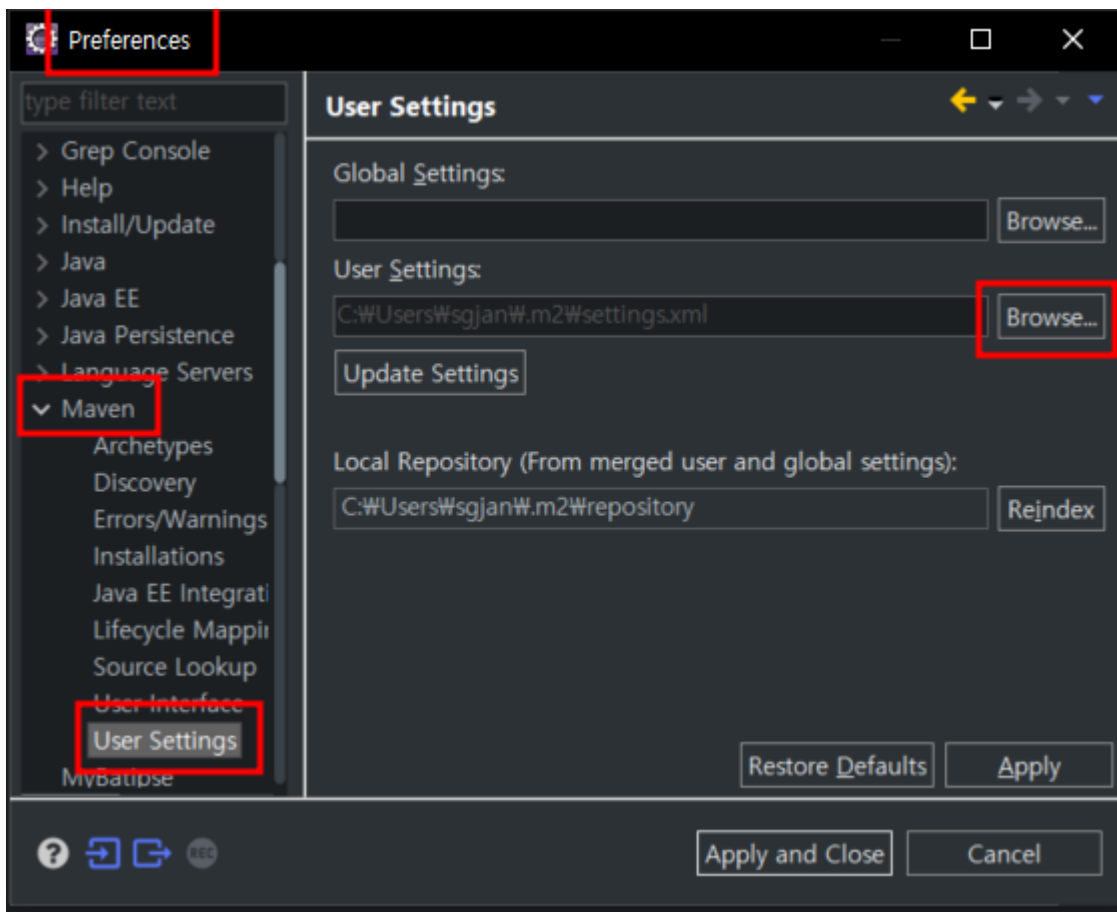 Preferences
type filter text
User Settings
Grep Console
Help
Install/Update
Java
Java EE
Java Persistence
Language Servers
Maven
Archetypes
Discovery
Errors/Warnings
Installations
Java EE Integrati
Lifecycle Mappin
Source Lookup
User Interface
User Settings
MyBatipse
Global Settings:
Browse...
User Settings:
C:₩Users₩sgjan₩.m2₩settings.xml
Browse...
Update Settings
Local Repository (From merged user and global settings):
C:₩Users₩sgjan₩.m2₩repository
Reindex
Restore Defaults
Apply
?
REC
Apply and Close
Cancel